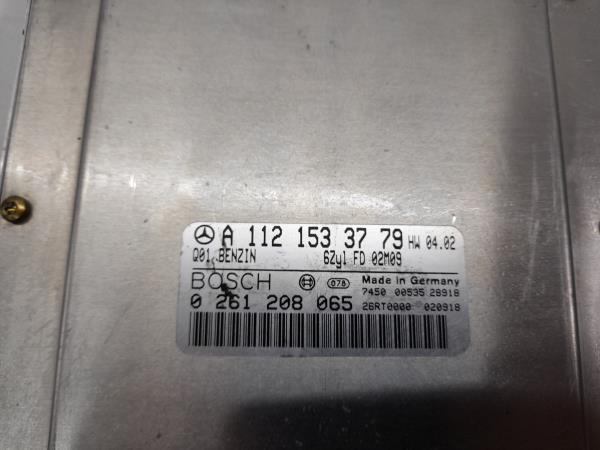 A 112 153 37 79 HW 04.02
Q01 BENZIN 6Zyl FD 02M09
BOSCH 078 Made in Germany
7450 00535 28918
0 261 208 065 26RT0000 020918